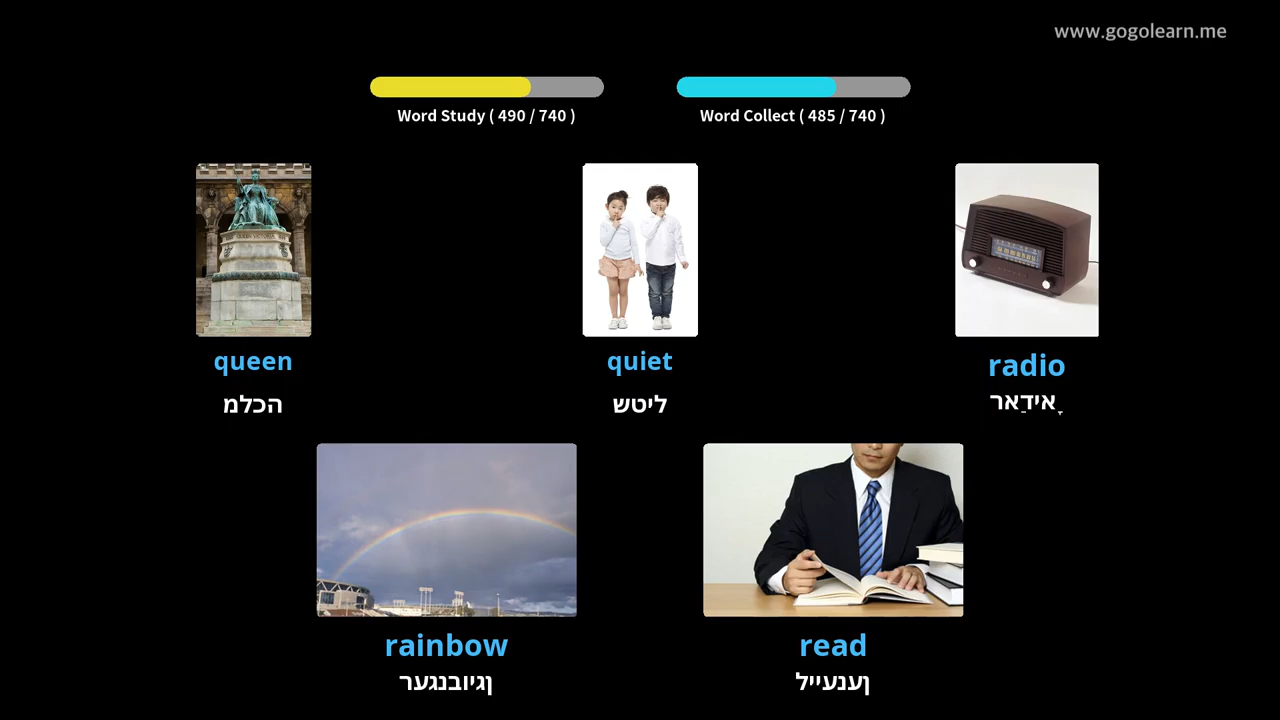 www.gogolearn.me
Word Study ( 490 / 740 )
Word Collect ( 485 / 740 )
queen
הכלמ
quiet
ליטש
radio
ָאידַאר
rainbow
ןגיובנגער
read
ןענעייל